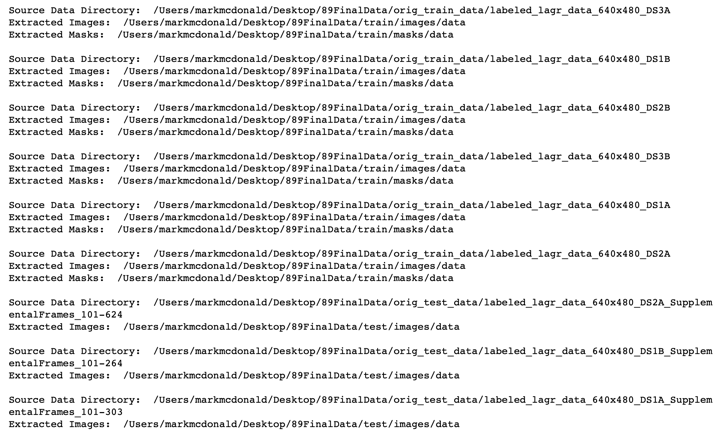 Source Data Directory:  /Users/markmcdonald/Desktop/89FinalData/orig_train_data/labeled_lagr_data_640x480_DS3A
Extracted Images:  /Users/markmcdonald/Desktop/89FinalData/train/images/data
Extracted Masks:  /Users/markmcdonald/Desktop/89FinalData/train/masks/data

Source Data Directory:  /Users/markmcdonald/Desktop/89FinalData/orig_train_data/labeled_lagr_data_640x480_DS1B
Extracted Images:  /Users/markmcdonald/Desktop/89FinalData/train/images/data
Extracted Masks:  /Users/markmcdonald/Desktop/89FinalData/train/masks/data

Source Data Directory:  /Users/markmcdonald/Desktop/89FinalData/orig_train_data/labeled_lagr_data_640x480_DS2B
Extracted Images:  /Users/markmcdonald/Desktop/89FinalData/train/images/data
Extracted Masks:  /Users/markmcdonald/Desktop/89FinalData/train/masks/data

Source Data Directory:  /Users/markmcdonald/Desktop/89FinalData/orig_train_data/labeled_lagr_data_640x480_DS3B
Extracted Images:  /Users/markmcdonald/Desktop/89FinalData/train/images/data
Extracted Masks:  /Users/markmcdonald/Desktop/89FinalData/train/masks/data

Source Data Directory:  /Users/markmcdonald/Desktop/89FinalData/orig_train_data/labeled_lagr_data_640x480_DS1A
Extracted Images:  /Users/markmcdonald/Desktop/89FinalData/train/images/data
Extracted Masks:  /Users/markmcdonald/Desktop/89FinalData/train/masks/data

Source Data Directory:  /Users/markmcdonald/Desktop/89FinalData/orig_train_data/labeled_lagr_data_640x480_DS2A
Extracted Images:  /Users/markmcdonald/Desktop/89FinalData/train/images/data
Extracted Masks:  /Users/markmcdonald/Desktop/89FinalData/train/masks/data

Source Data Directory:  /Users/markmcdonald/Desktop/89FinalData/orig_test_data/labeled_lagr_data_640x480_DS2A_Supplem
entalFrames_101-624
Extracted Images:  /Users/markmcdonald/Desktop/89FinalData/test/images/data

Source Data Directory:  /Users/markmcdonald/Desktop/89FinalData/orig_test_data/labeled_lagr_data_640x480_DS1B_Supplem
entalFrames_101-264
Extracted Images:  /Users/markmcdonald/Desktop/89FinalData/test/images/data

Source Data Directory:  /Users/markmcdonald/Desktop/89FinalData/orig_test_data/labeled_lagr_data_640x480_DS1A_Supplem
entalFrames_101-303
Extracted Images:  /Users/markmcdonald/Desktop/89FinalData/test/images/data